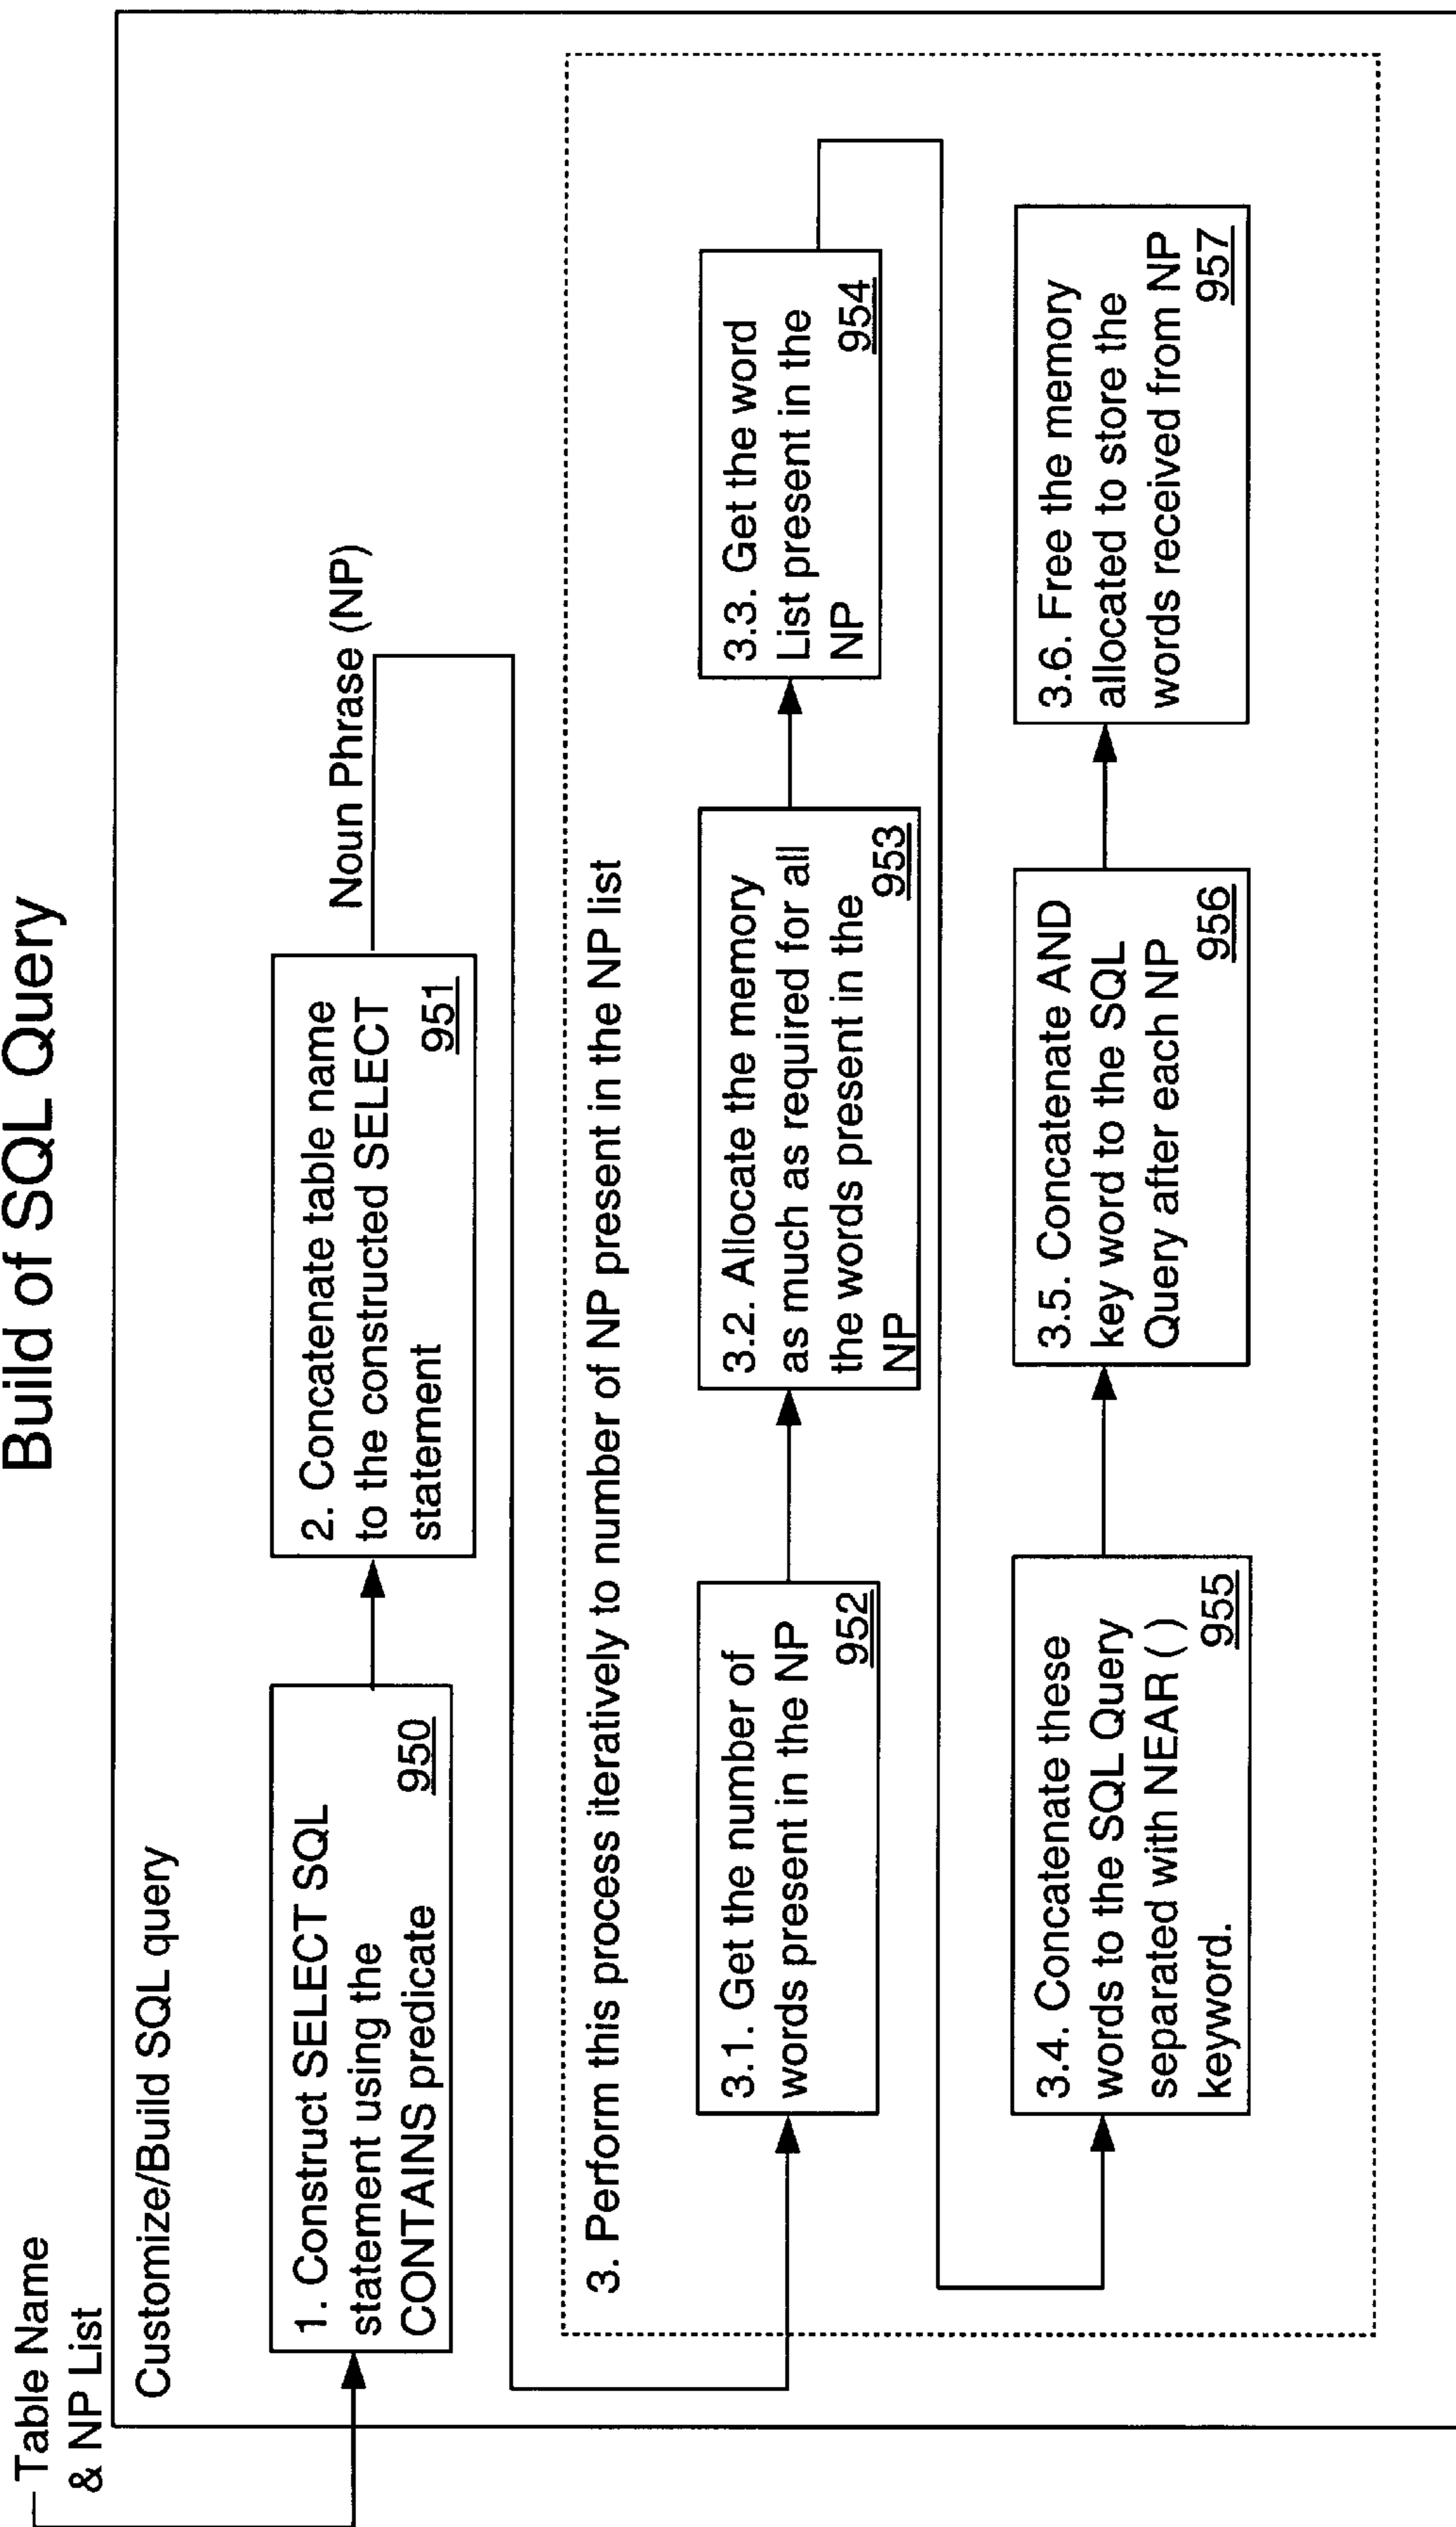 Build of SQL Query
Table Name
& NP List
Customize/Build SQL query
1. Construct SELECT SQL
statement using the
CONTAINS predicate
950
2. Concatenate table name
to the constructed SELECT
statement
951
Noun Phrase (NP)
3. Perform this process iteratively to number of NP present in the NP list
3.1. Get the number of
words present in the NP
952
3.2. Allocate the memory
as much as required for all
the words present in the
NP
953
3.3. Get the word
List present in the
NP
954
3.4. Concatenate these
words to the SQL Query
separated with NEAR ( )
keyword.
955
3.5. Concatenate AND
key word to the SQL
Query after each NP
956
3.6. Free the memory
allocated to store the
words received from NP
957